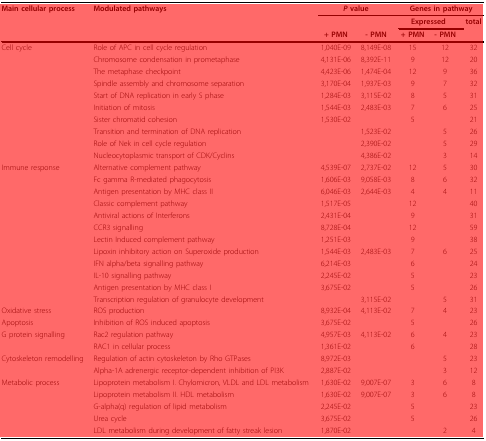 Main cellular process Modulated pathways P value Genes in pathway
Expressed total
+ PMN - PMN + PMN - PMN
Cell cycle Role of APC in cell cycle regulation 1,040E-09 8,149E-08 15 12 32
Chromosome condensation in prometaphase 4,131E-06 8,392E-11 9 12 20
The metaphase checkpoint 4,423E-06 1,474E-04 12 9 36
Spindle assembly and chromosome separation 3,170E-04 1,937E-03 9 7 32
Start of DNA replication in early S phase 1,284E-03 3,115E-02 8 5 31
Initiation of mitosis 1,544E-03 2,483E-03 7 6 25
Sister chromatid cohesion 1,530E-02 5 21
Transition and termination of DNA replication 1,523E-02 5 26
Role of Nek in cell cycle regulation 2,390E-02 5 29
Nucleocytoplasmic transport of CDK/Cyclins 4,386E-02 3 14
Immune response Alternative complement pathway 4,539E-07 2,737E-02 12 5 30
Fc gamma R-mediated phagocytosis 1,606E-03 9,058E-03 8 6 32
Antigen presentation by MHC class II 6,046E-03 2,644E-03 4 4 11
Classic complement pathway 1,517E-05 12 40
Antiviral actions of Interferons 2,431E-04 9 31
CCR3 signalling 8,728E-04 12 59
Lectin Induced complement pathway 1,251E-03 9 38
Lipoxin inhibitory action on Superoxide production 1,544E-03 2,483E-03 7 6 25
IFN alpha/beta signalling pathway 6,214E-03 6 24
IL-10 signalling pathway 2,245E-02 5 23
Antigen presentation by MHC class I 3,675E-02 5 26
Transcription regulation of granulocyte development 3,115E-02 5 31
Oxidative stress ROS production 8,932E-04 4,113E-02 7 4 23
Apoptosis Inhibition of ROS induced apoptosis 3,675E-02 5 26
G protein signalling Rac2 regulation pathway 4,957E-03 4,113E-02 6 4 23
RAC1 in cellular process 1,361E-02 6 28
Cytoskeleton remodelling Regulation of actin cytoskeleton by Rho GTPases 8,972E-03 5 23
Alpha-1A adrenergic receptor-dependent inhibition of PI3K 2,887E-02 3 12
Metabolic process Lipoprotein metabolism I. Chylomicron, VLDL and LDL metabolism 1,630E-02 9,007E-07 3 6 8
Lipoprotein metabolism II. HDL metabolism 1,630E-02 9,007E-07 3 6 8
G-alpha(q) regulation of lipid metabolism 2,245E-02 5 23
Urea cycle 3,675E-02 5 26
LDL metabolism during development of fatty streak lesion 1,870E-02 2 4